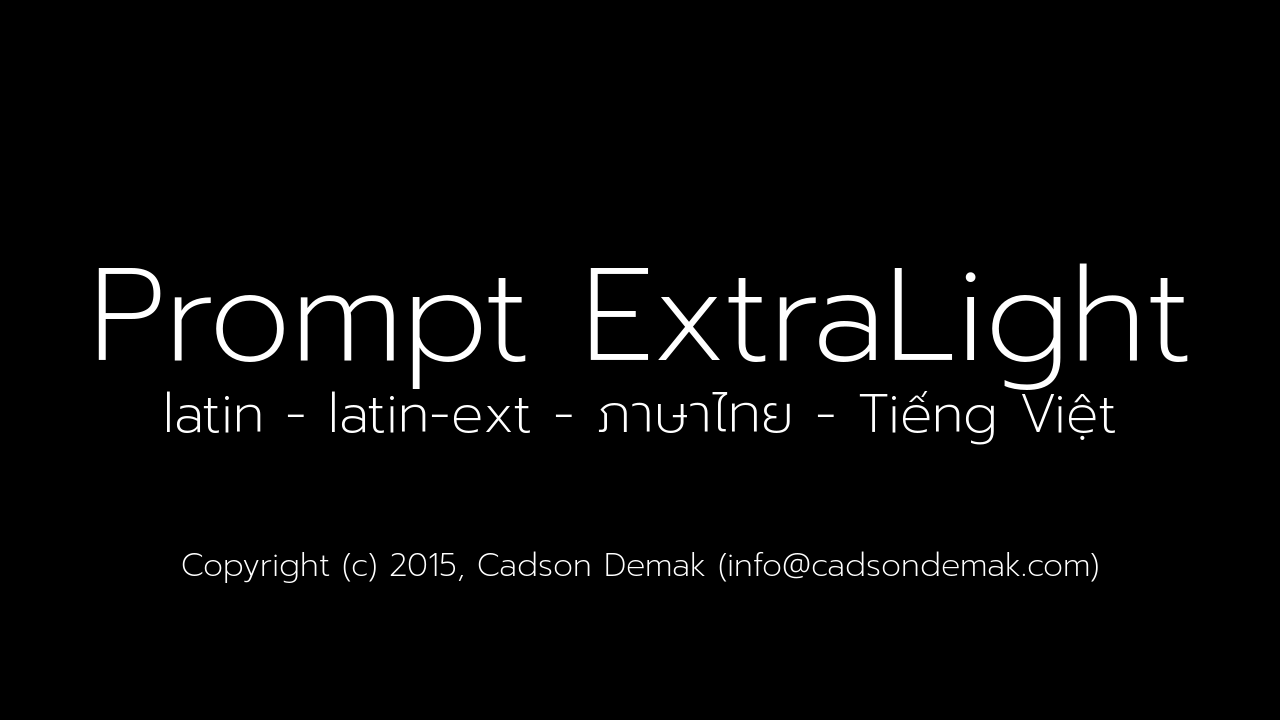 Prompt ExtraLight
latin - latin-ext - ภาษาไทย - Tiếng Việt
Copyright (c) 2015, Cadson Demak (info@cadsondemak.com)